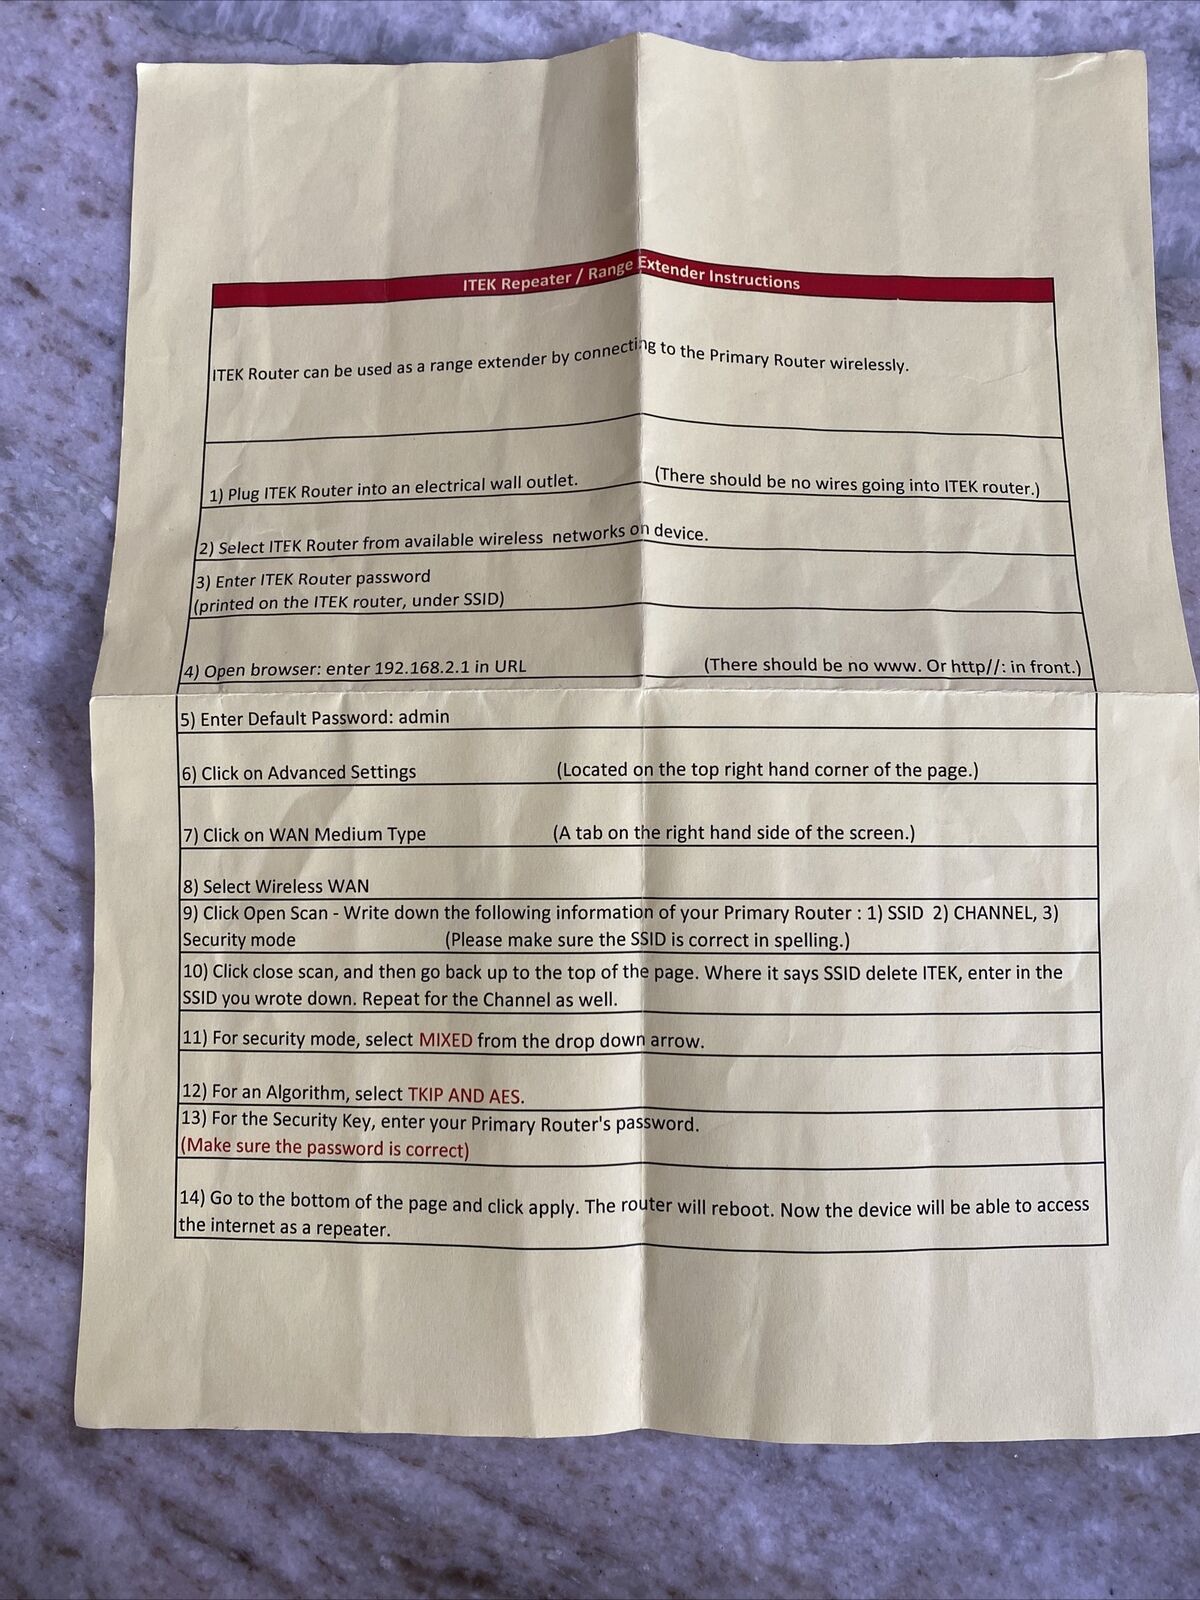 ITEK Repeater / Range Extender Instructions
ITEK Router can be used as a range extender by connecting to the Primary Router wirelessly.
1) Plug ITEK Router into an electrical wall outlet. (There should be no wires going into ITEK router.)
2) Select ITEK Router from available wireless networks on device.
3) Enter ITEK Router password
(printed on the ITEK router, under SSID)
4) Open browser: enter 192.168.2.1 in URL (There should be no www. Or http//: in front.)
5) Enter Default Password: admin
6) Click on Advanced Settings (Located on the top right hand corner of the page.)
7) Click on WAN Medium Type (A tab on the right hand side of the screen.)
8) Select Wireless WAN
9) Click Open Scan - Write down the following information of your Primary Router : 1) SSID 2) CHANNEL, 3)
Security mode (Please make sure the SSID is correct in spelling.)
10) Click close scan, and then go back up to the top of the page. Where it says SSID delete ITEK, enter in the
SSID you wrote down. Repeat for the Channel as well.
11) For security mode, select MIXED from the drop down arrow.
12) For an Algorithm, select TKIP AND AES.
13) For the Security Key, enter your Primary Router's password.
(Make sure the password is correct)
14) Go to the bottom of the page and click apply. The router will reboot. Now the device will be able to access
the internet as a repeater.